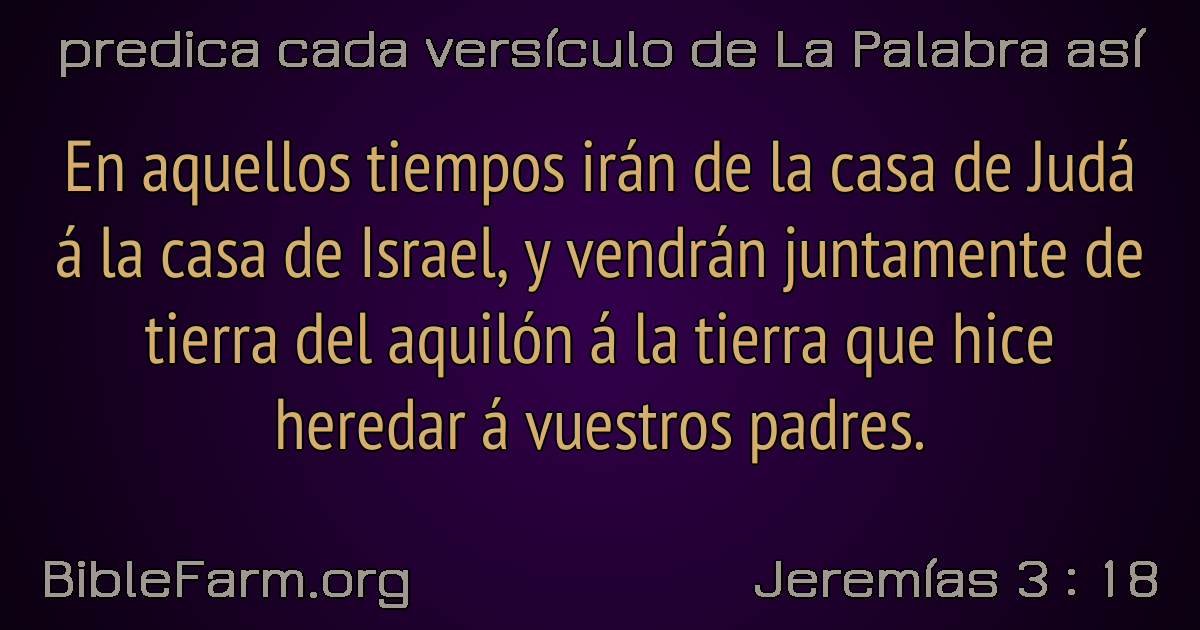 predica cada versículo de La Palabra así
En aquellos tiempos irán de la casa de Judá
á la casa de Israel, y vendrán juntamente de
tierra del aquilón á la tierra que hice
heredar á vuestros padres.
BibleFarm.org
Jeremías 3 : 18